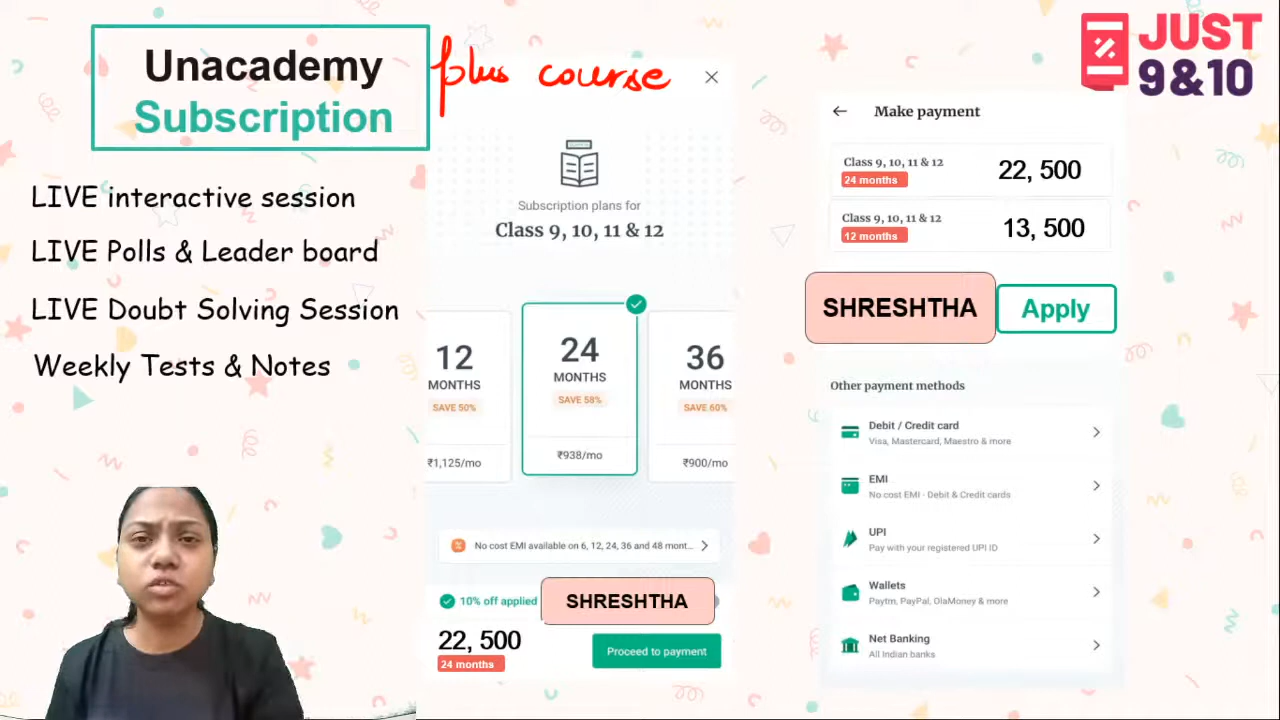 Unacademy
Subscription
plus course
JUST
9&10
LIVE interactive session
LIVE Polls & Leader board
LIVE Doubt Solving Session
Weekly Tests & Notes
Subscription plans for
Class 9, 10, 11 & 12
12
MONTHS
SAVE 50%
₹1,125/mo
24
MONTHS
SAVE 58%
₹938/mo
36
MONTHS
SAVE 60%
₹900/mo
No cost EMI available on 6, 12, 24, 36 and 48 mont...
10% off applied
SHRESHTHA
22, 500
24 months
Proceed to payment
Make payment
Class 9, 10, 11 & 12
24 months
22, 500
Class 9, 10, 11 & 12
12 months
13, 500
SHRESHTHA
Apply
Other payment methods
Debit / Credit card
Visa, Mastercard, Maestro & more
EMI
No cost EMI - Debit & Credit cards
UPI
Pay with your registered UPI ID
Wallets
Paytm, PayPal, OlaMoney & more
Net Banking
All Indian banks